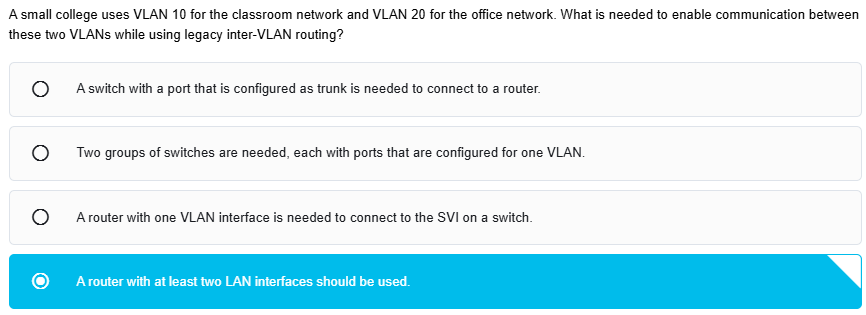 A small college uses VLAN 10 for the classroom network and VLAN 20 for the office network. What is needed to enable communication between
these two VLANs while using legacy inter-VLAN routing?
A switch with a port that is configured as trunk is needed to connect to a router.
Two groups of switches are needed, each with ports that are configured for one VLAN.
A router with one VLAN interface is needed to connect to the SVI on a switch.
A router with at least two LAN interfaces should be used.